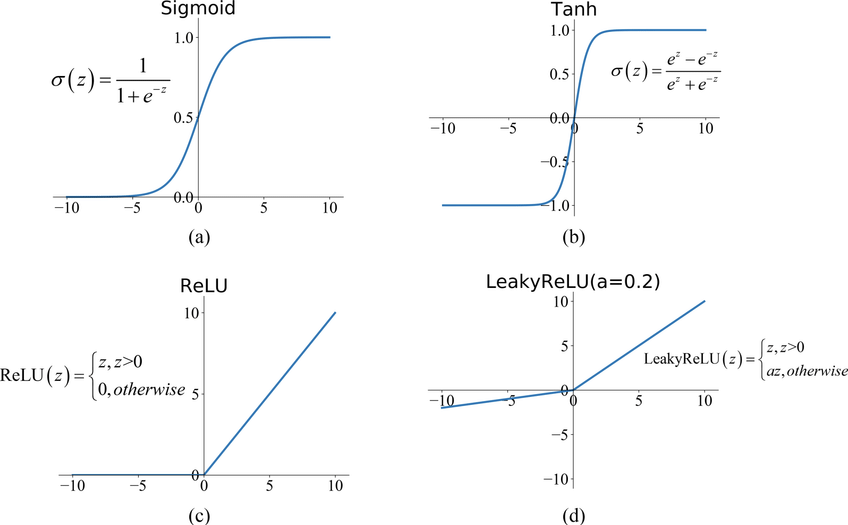 Sigmoid
σ(z) = 1 / (1+e^{−z})
1.0
0.5
0.0
−10 −5 0 5 10
(a)
Tanh
σ(z) = (e^z − e^{−z}) / (e^z + e^{−z})
1.0
0.5
0.0
−0.5
−1.0
−10 −5 0 5 10
(b)
ReLU
ReLU(z) = { z, z>0
0, otherwise
10
5
0
−10 −5 0 5 10
(c)
LeakyReLU(a=0.2)
LeakyReLU(z) = { z, z>0
az, otherwise
10
5
0
−5
−10
−10 −5 0 5 10
(d)